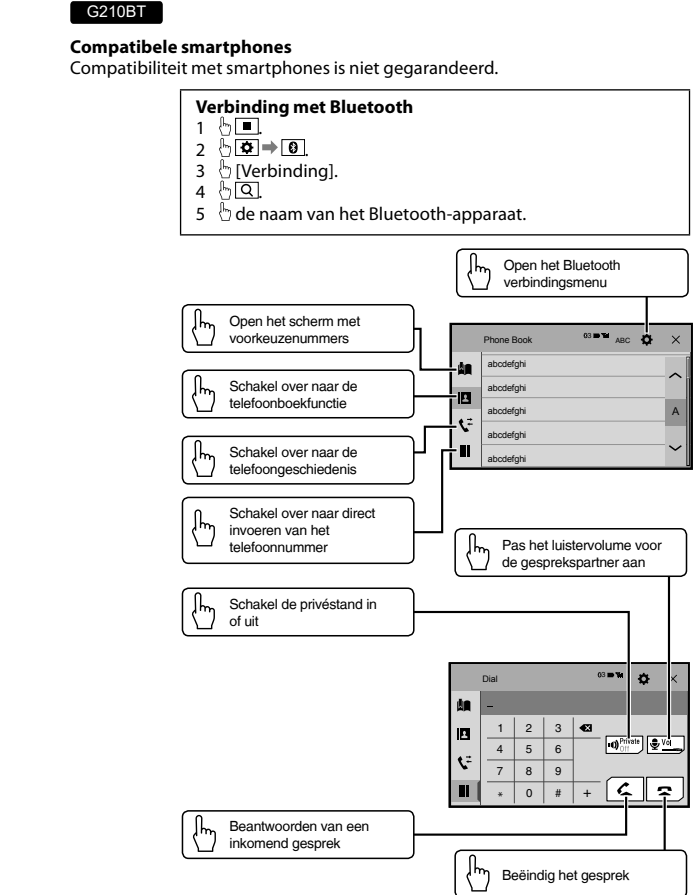 G210BT
Compatibele smartphones
Compatibiliteit met smartphones is niet gegarandeerd.
Verbinding met Bluetooth
1
2
3 [Verbinding].
4
5 de naam van het Bluetooth-apparaat.
Open het Bluetooth
verbindingsmenu
Open het scherm met
voorkeuzenummers
Schakel over naar de
telefoonboekfunctie
Schakel over naar de
telefoongeschiedenis
Schakel over naar direct
invoeren van het
telefoonnummer
Phone Book 03 ABC
abcdefghi
abcdefghi
abcdefghi A
abcdefghi
abcdefghi
Pas het luistervolume voor
de gesprekspartner aan
Schakel de privéstand in
of uit
Dial 03
–
1 2 3
4 5 6
7 8 9
* 0 # +
Private
Off
Vol
Beantwoorden van een
inkomend gesprek
Beëindig het gesprek